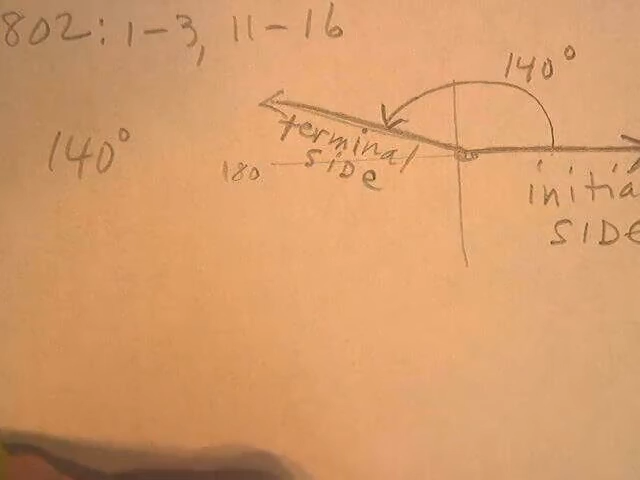 802: 1-3, 11-16
140°
140°
terminal
SIDe
180
initia
SIDE